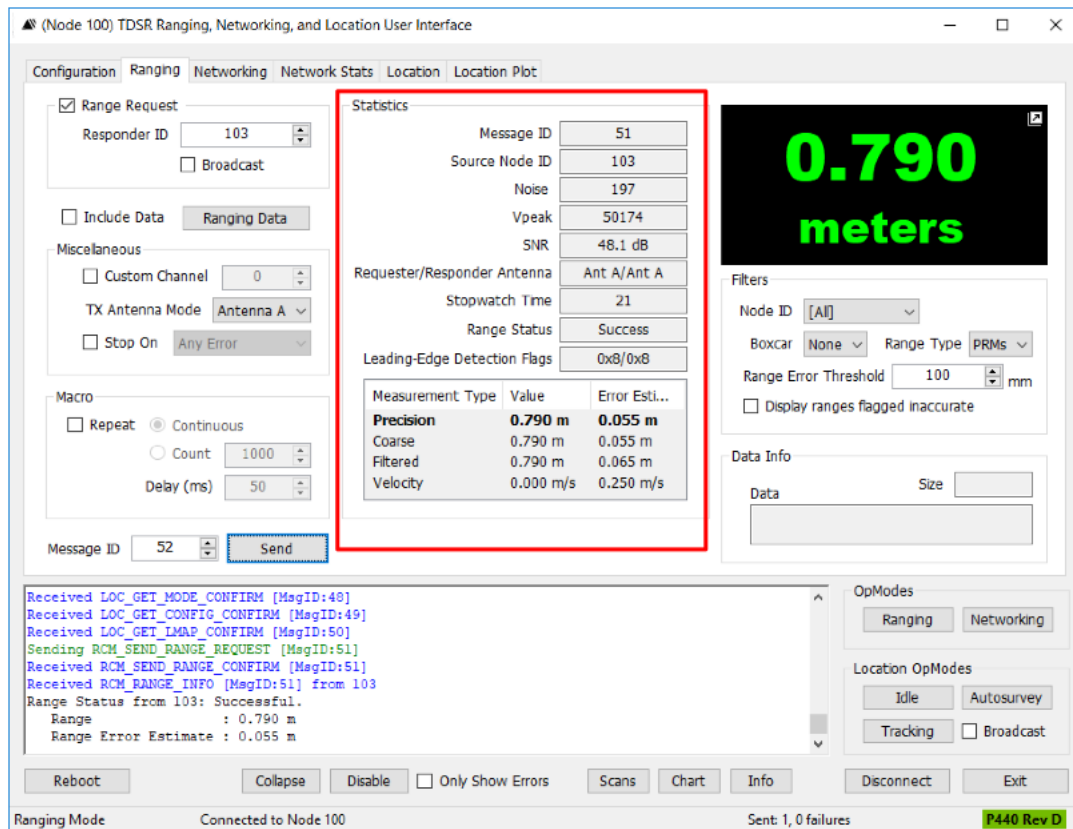 (Node 100) TDSR Ranging, Networking, and Location User Interface
Configuration Ranging Networking Network Stats Location Location Plot
Range Request
Responder ID 103
Broadcast
Include Data Ranging Data
Miscellaneous
Custom Channel 0
TX Antenna Mode Antenna A
Stop On Any Error
Macro
Repeat Continuous
Count 1000
Delay (ms) 50
Message ID 52 Send
Statistics
Message ID 51
Source Node ID 103
Noise 197
Vpeak 50174
SNR 48.1 dB
Requester/Responder Antenna Ant A/Ant A
Stopwatch Time 21
Range Status Success
Leading-Edge Detection Flags 0x8/0x8
Measurement Type Value Error Esti...
Precision 0.790 m 0.055 m
Coarse 0.790 m 0.055 m
Filtered 0.790 m 0.065 m
Velocity 0.000 m/s 0.250 m/s
0.790
meters
Filters
Node ID [All]
Boxcar None Range Type PRMs
Range Error Threshold 100 mm
Display ranges flagged inaccurate
Data Info
Data Size
Received LOC_GET_MODE_CONFIRM [MsgID:48]
Received LOC_GET_CONFIG_CONFIRM [MsgID:49]
Received LOC_GET_LMAP_CONFIRM [MsgID:50]
Sending RCM_SEND_RANGE_REQUEST [MsgID:51]
Received RCM_SEND_RANGE_CONFIRM [MsgID:51]
Received RCM_RANGE_INFO [MsgID:51] from 103
Range Status from 103: Successful.
Range : 0.790 m
Range Error Estimate : 0.055 m
OpModes
Ranging Networking
Location OpModes
Idle Autosurvey
Tracking Broadcast
Reboot Collapse Disable Only Show Errors Scans Chart Info Disconnect Exit
Ranging Mode Connected to Node 100 Sent: 1, 0 failures P440 Rev D